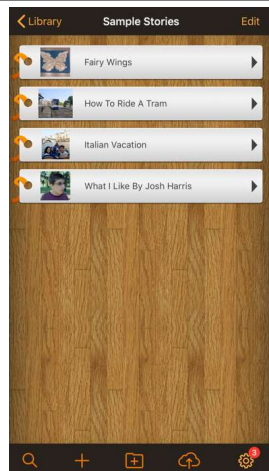 Library Sample Stories Edit
Fairy Wings
How To Ride A Tram
Italian Vacation
What I Like By Josh Harris
3